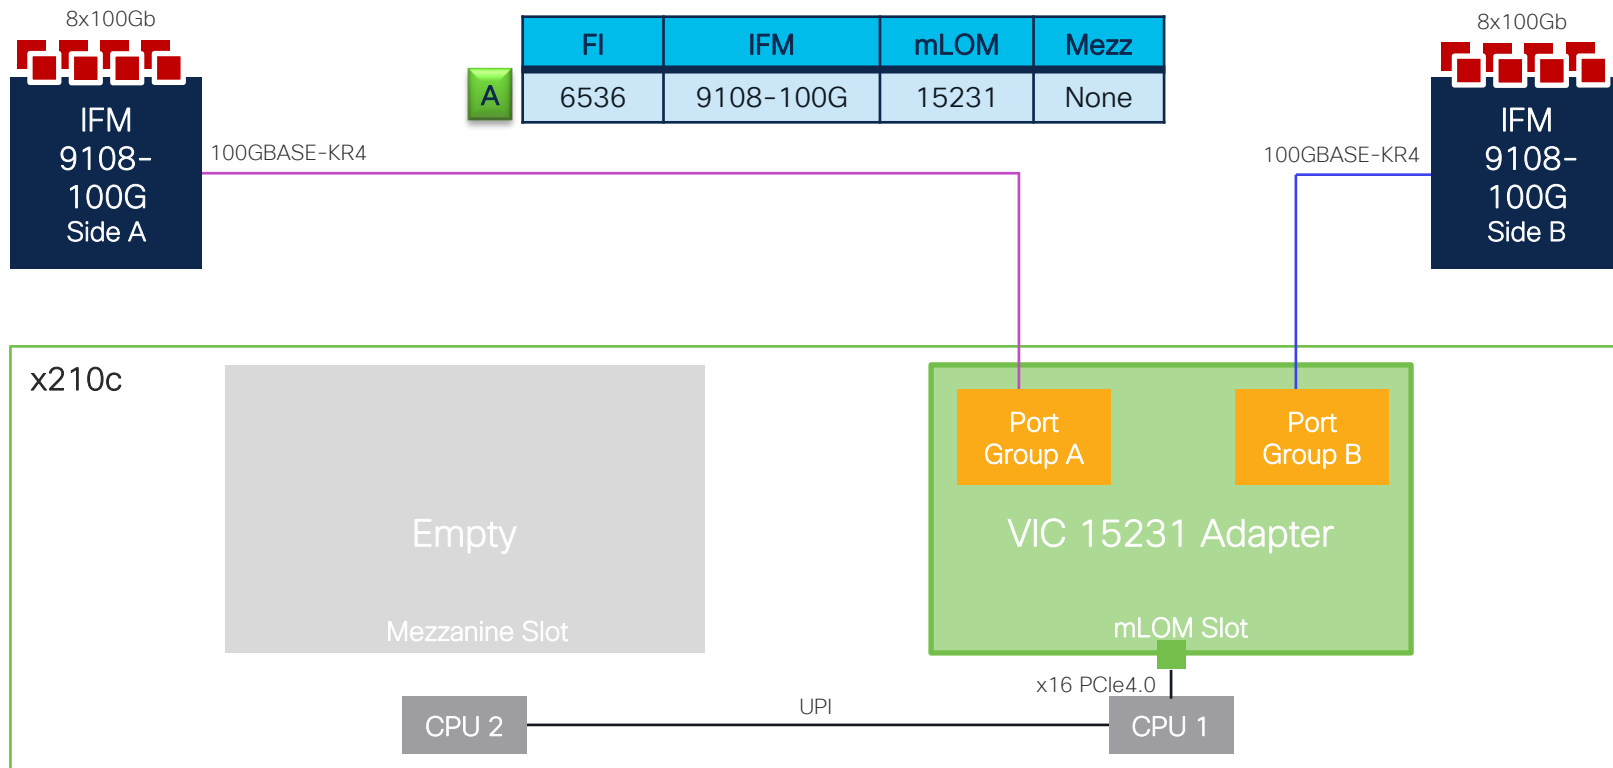 8x100Gb
8x100Gb
FI IFM mLOM Mezz
A 6536 9108-100G 15231 None
IFM
9108-
100G
Side A
IFM
9108-
100G
Side B
100GBASE-KR4
100GBASE-KR4
x210c
Port
Group A
Port
Group B
Empty
VIC 15231 Adapter
Mezzanine Slot
mLOM Slot
x16 PCIe4.0
UPI
CPU 2
CPU 1